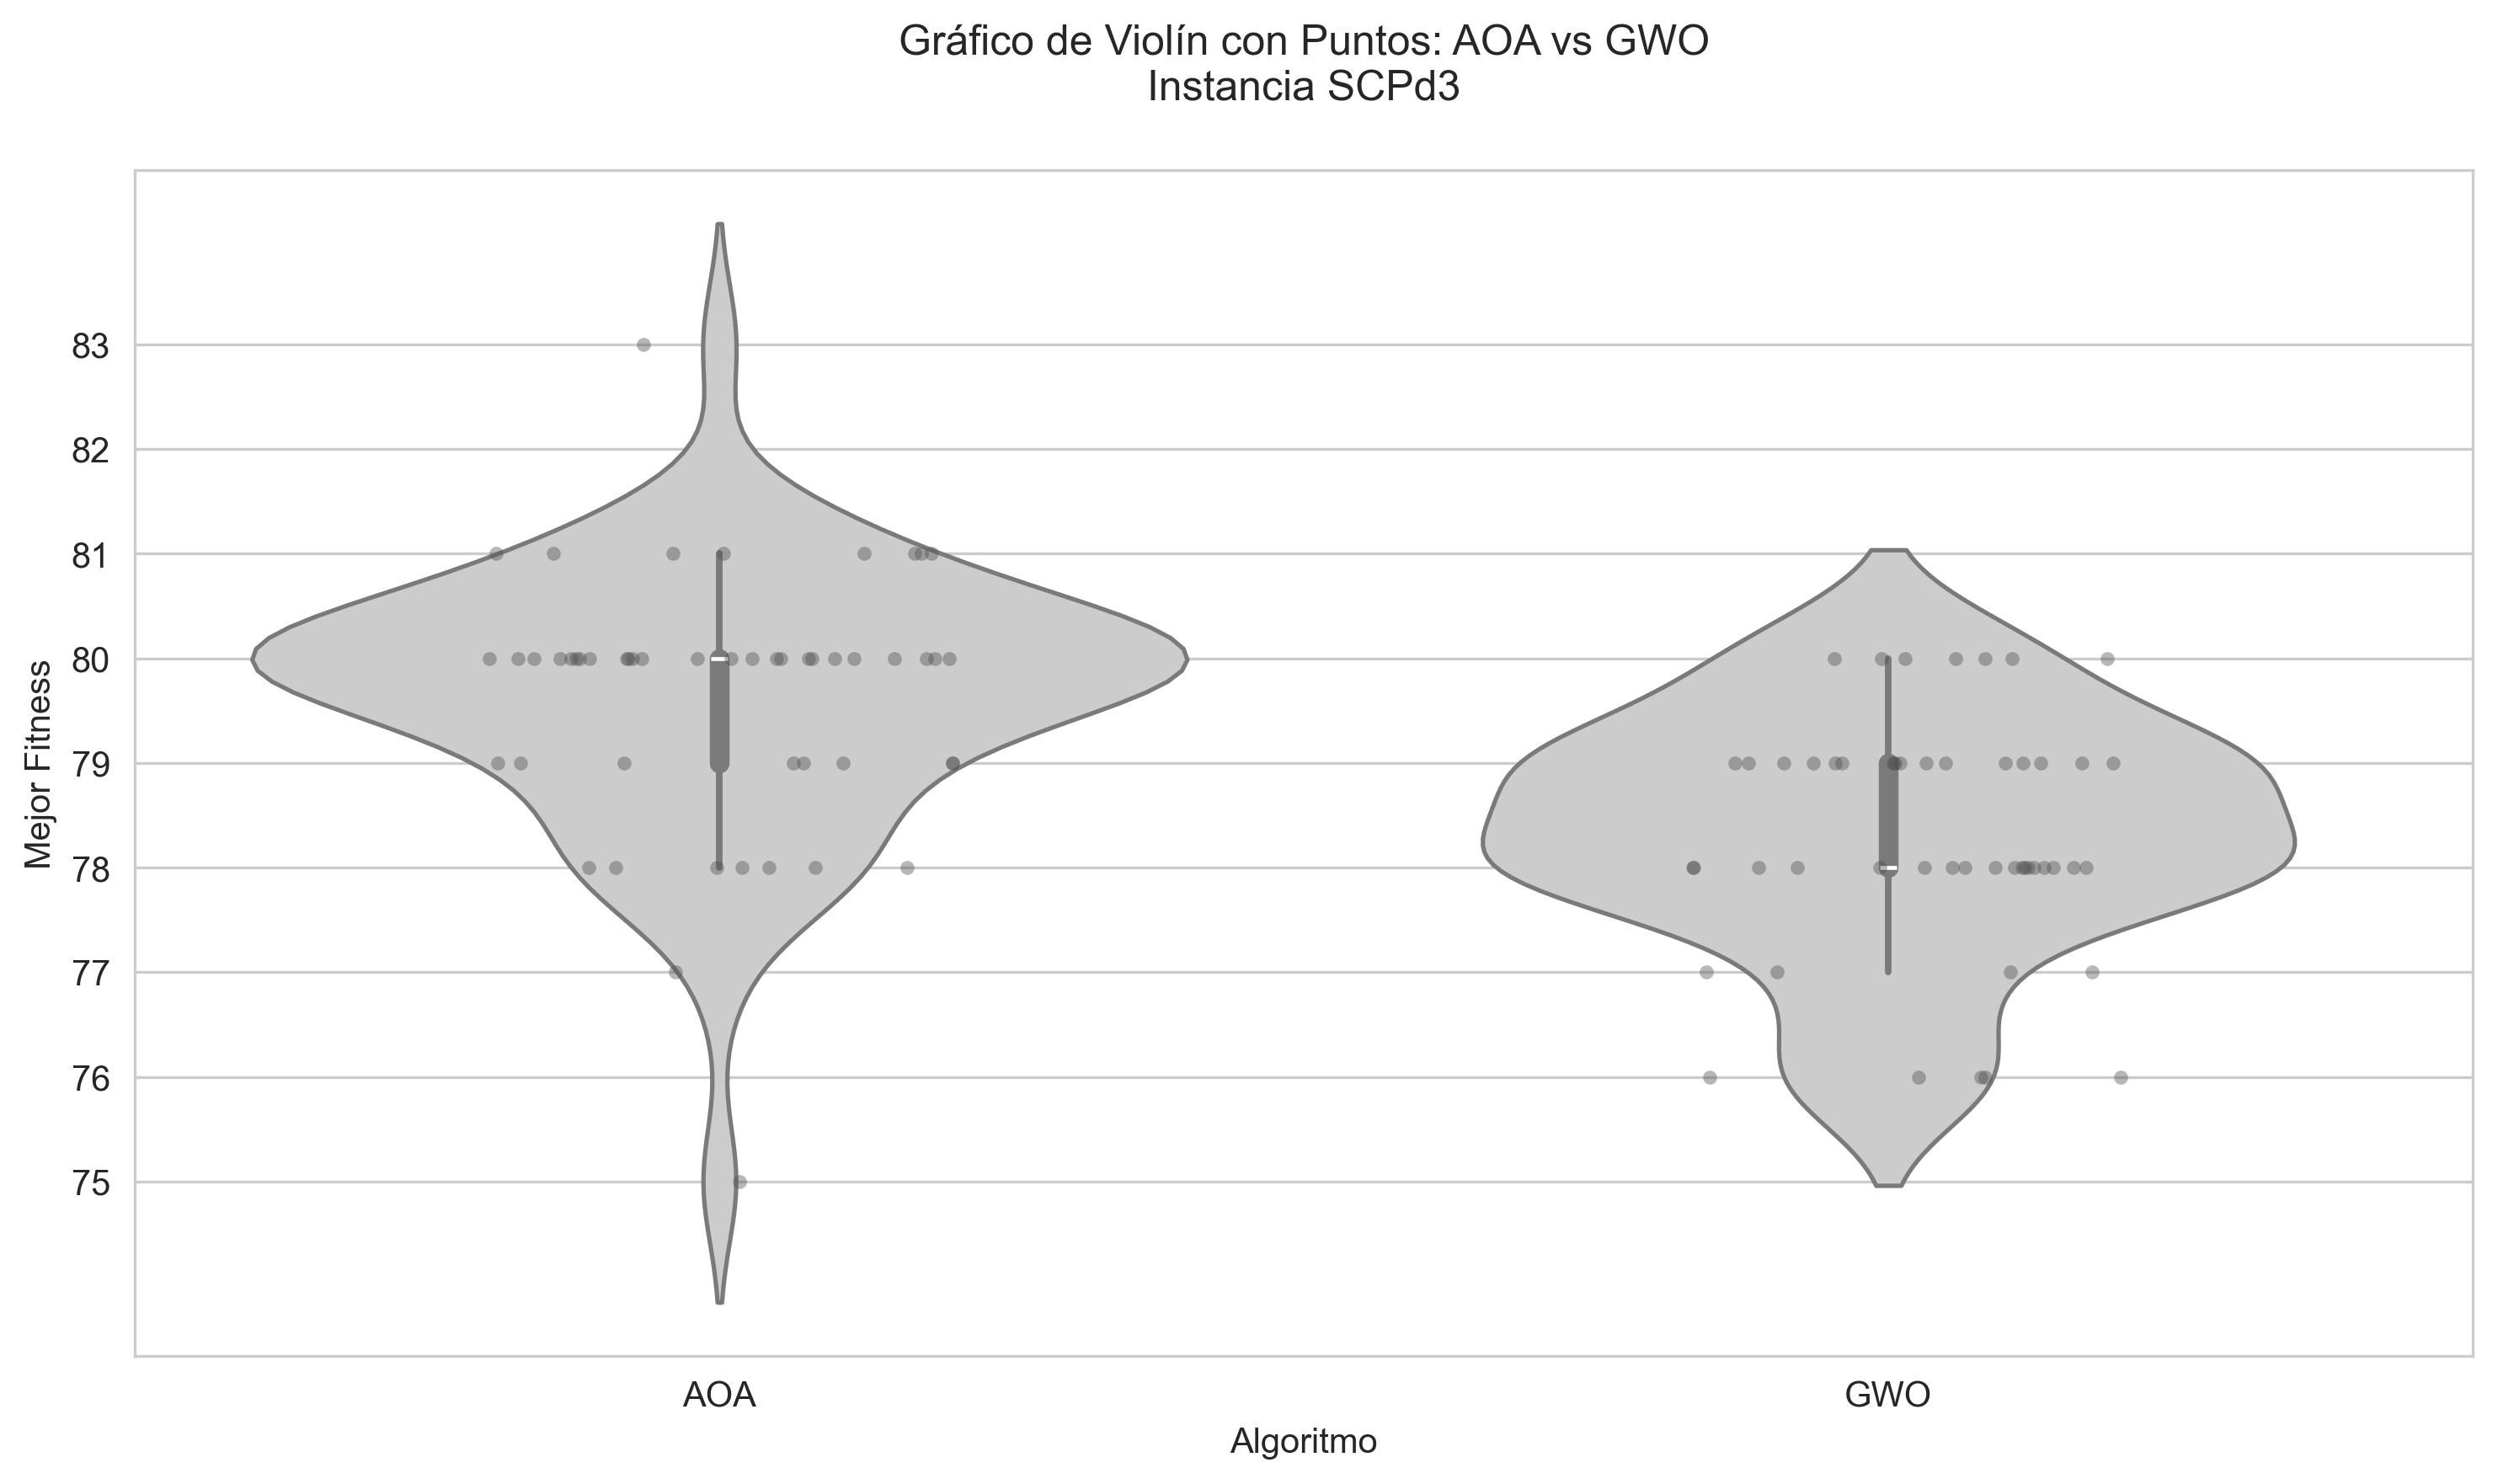 Gráfico de Violín con Puntos: AOA vs GWO
Instancia SCPd3
Mejor Fitness
83
82
81
80
79
78
77
76
75
AOA
GWO
Algoritmo